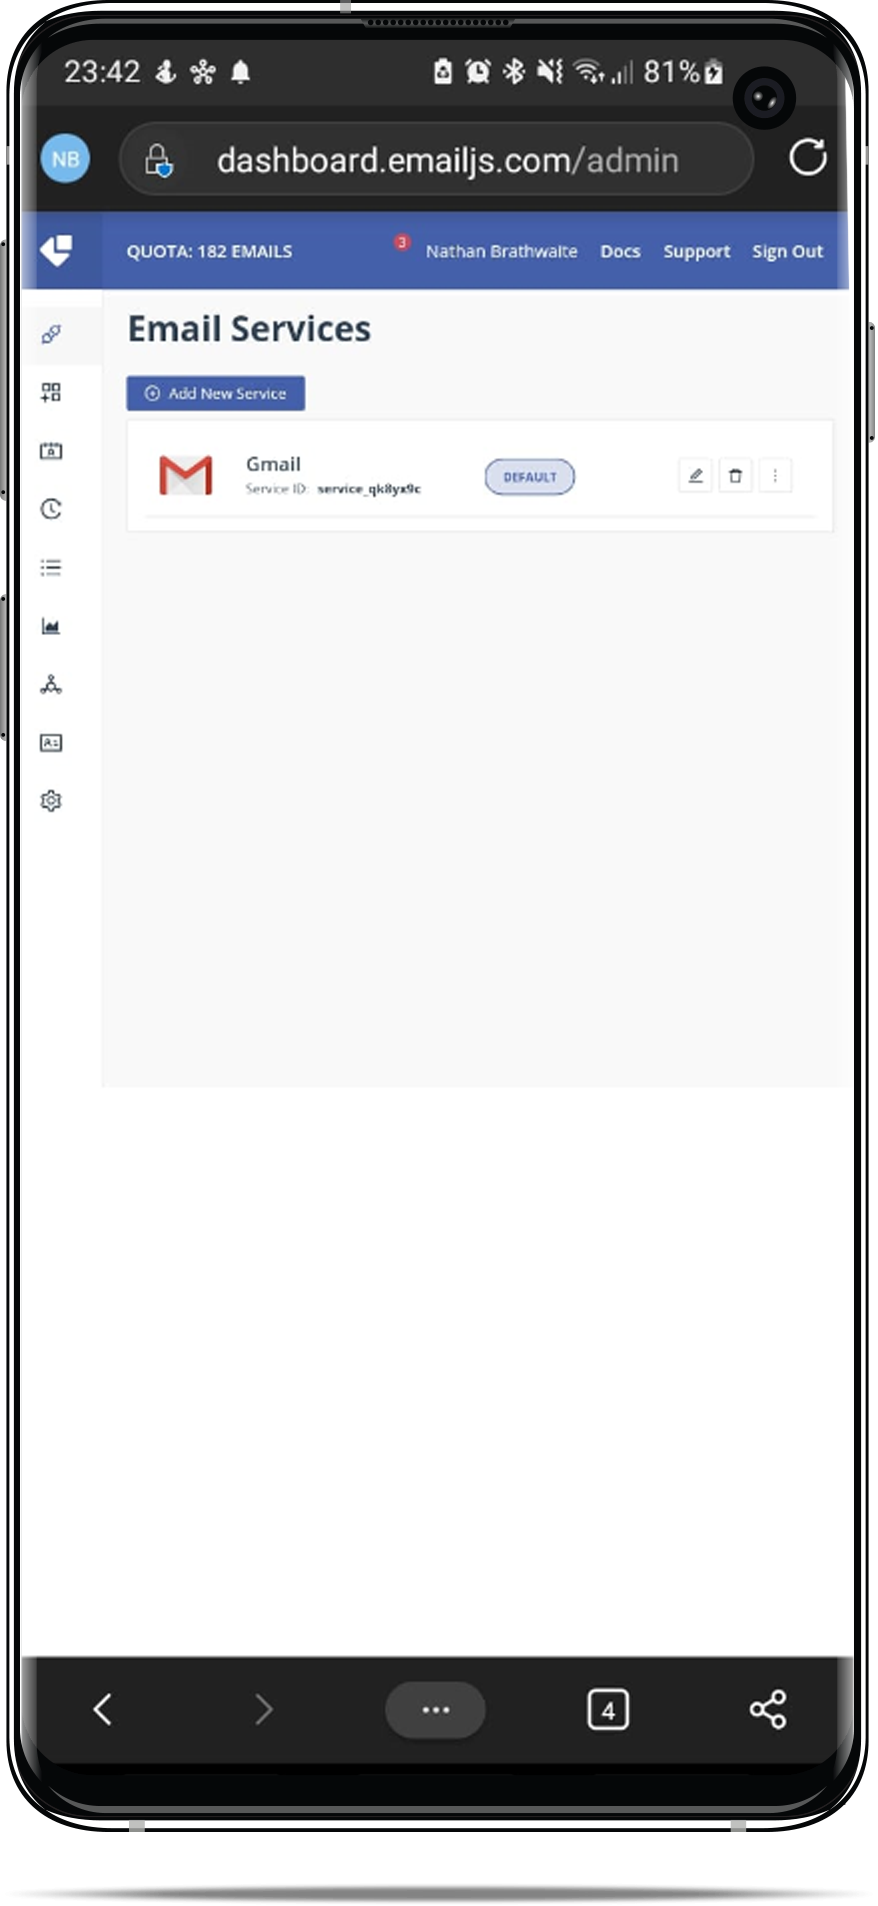 23:42 81%
NB dashboard.emailjs.com/admin
QUOTA: 182 EMAILS 3 Nathan Brathwaite Docs Support Sign Out
Email Services
Add New Service
Gmail
Service ID: service_qk8yx9c
DEFAULT
4